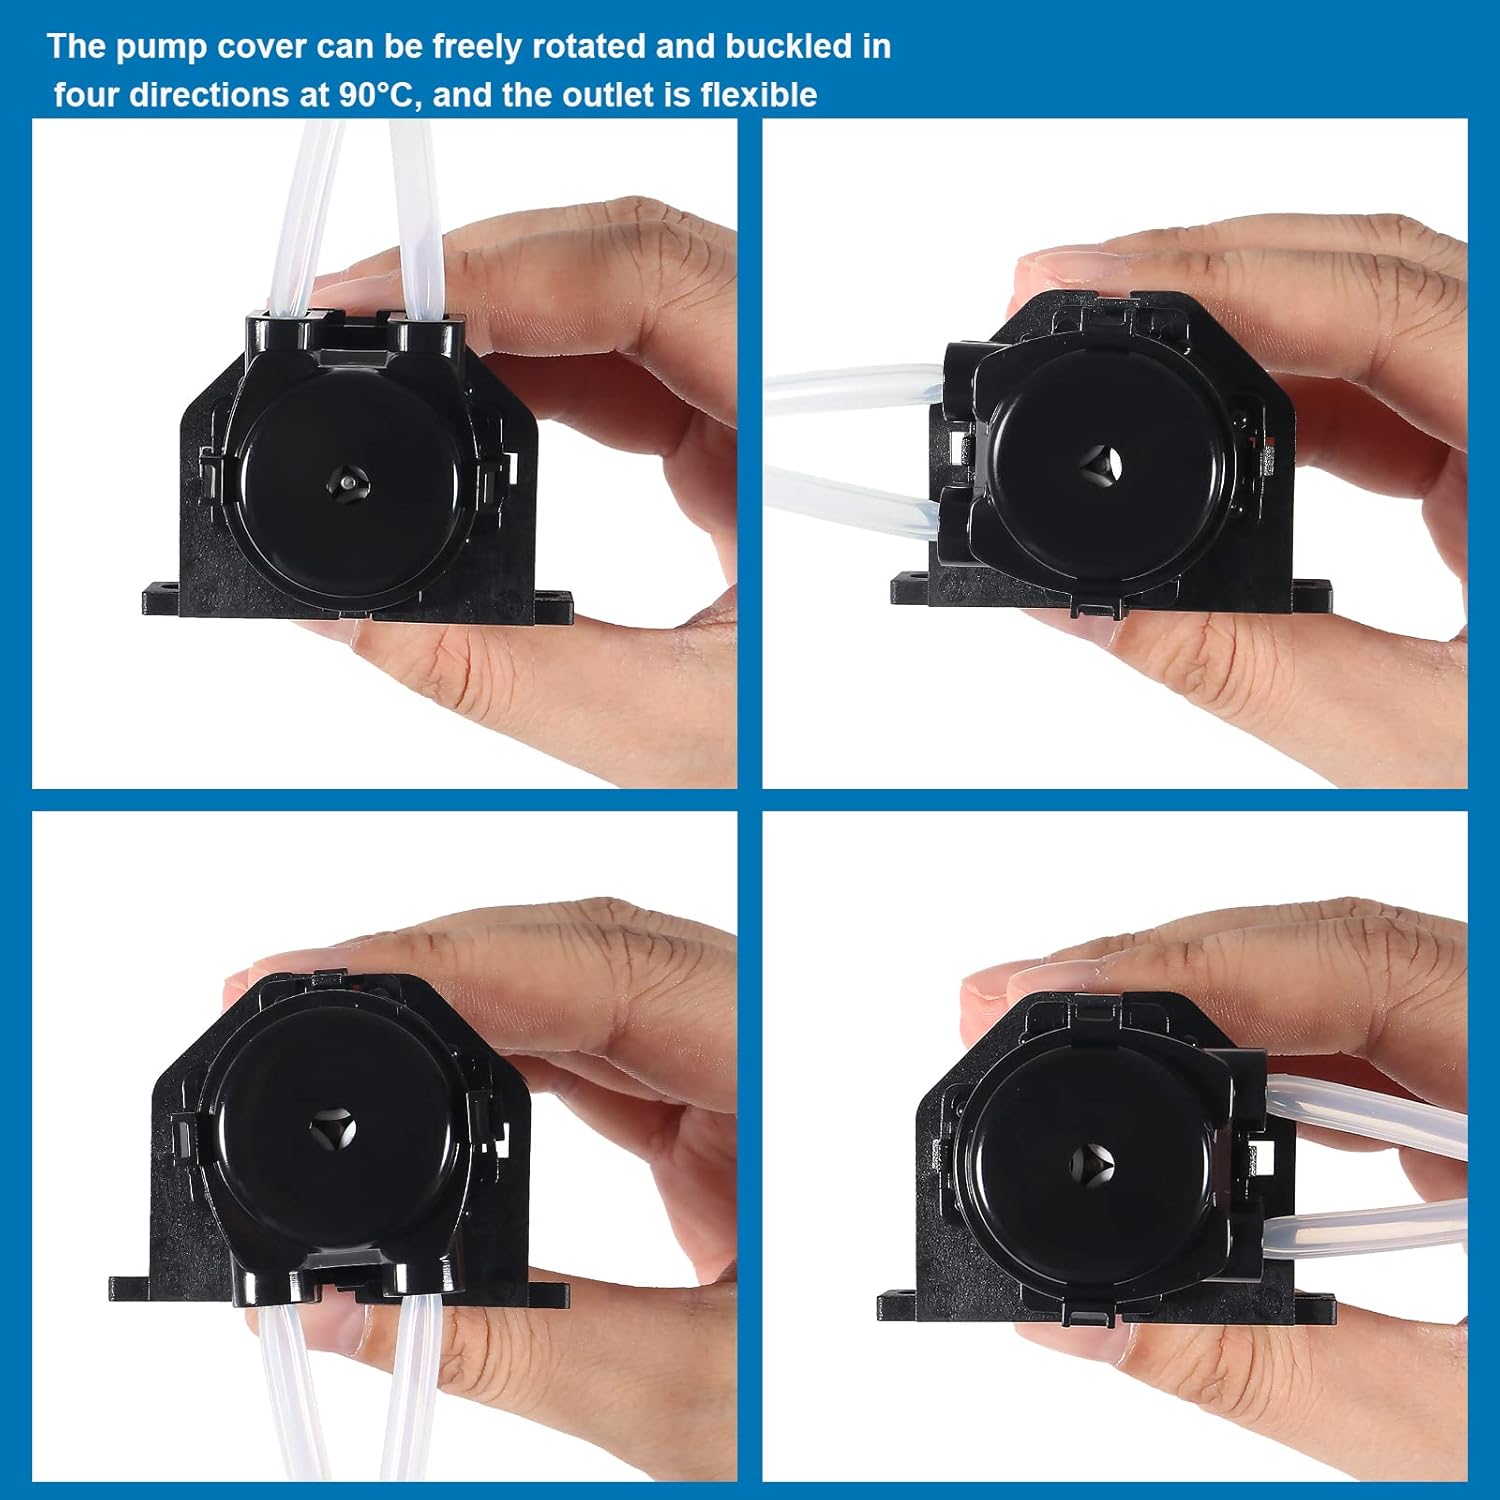 The pump cover can be freely rotated and buckled in
four directions at 90°C, and the outlet is flexible